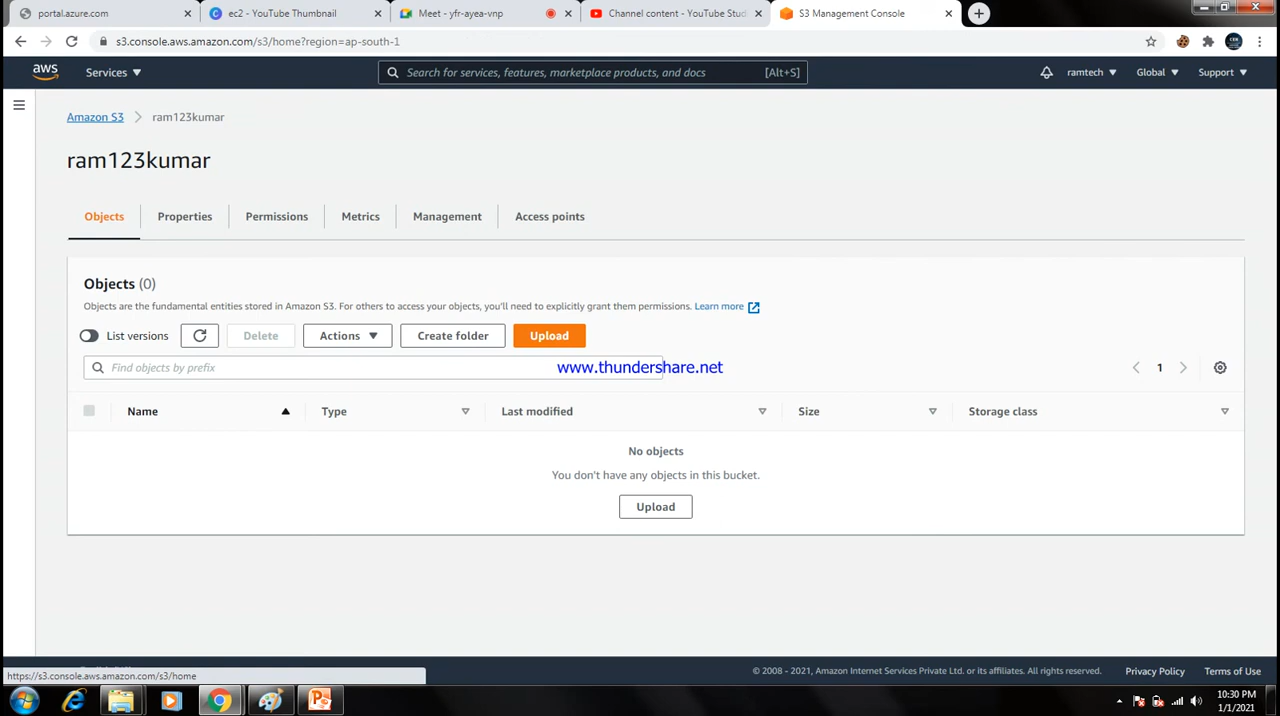 portal.azure.com
ec2 - YouTube Thumbnail
Meet - yfr-ayea-vup
Channel content - YouTube Stud
S3 Management Console
s3.console.aws.amazon.com/s3/home?region=ap-south-1
aws
Services
Search for services, features, marketplace products, and docs
[Alt+S]
ramtech
Global
Support
Amazon S3
ram123kumar
ram123kumar
Objects
Properties
Permissions
Metrics
Management
Access points
Objects (0)
Objects are the fundamental entities stored in Amazon S3. For others to access your objects, you'll need to explicitly grant them permissions. Learn more
List versions
Delete
Actions
Create folder
Upload
Find objects by prefix
www.thundershare.net
1
Name
Type
Last modified
Size
Storage class
No objects
You don't have any objects in this bucket.
Upload
© 2008 - 2021, Amazon Internet Services Private Ltd. or its affiliates. All rights reserved.
Privacy Policy
Terms of Use
https://s3.console.aws.amazon.com/s3/home
10:30 PM
1/1/2021